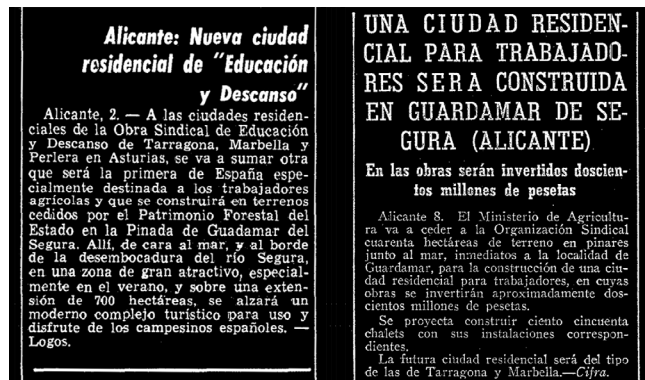 Alicante: Nueva ciudad
residencial de "Educación
y Descanso"
Alicante, 2. — A las ciudades residen-
ciales de la Obra Sindical de Educación
y Descanso de Tarragona, Marbella y
Perlera en Asturias, se va a sumar otra
que será la primera de España espe-
cialmente destinada a los trabajadores
agrícolas y que se construirá en terrenos
cedidos por el Patrimonio Forestal del
Estado en la Pinada de Guadamar del
Segura. Allí, de cara al mar, y al borde
de la desembocadura del río Segura,
en una zona de gran atractivo, especial-
mente en el verano, y sobre una exten-
sión de 700 hectáreas, se alzará un
moderno complejo turístico para uso y
disfrute de los campesinos españoles. —
Logos.
UNA CIUDAD RESIDEN-
CIAL PARA TRABAJADO-
RES SERA CONSTRUIDA
EN GUARDAMAR DE SE-
GURA (ALICANTE)
En las obras serán invertidos doscien-
tos millones de pesetas
Alicante 8. El Ministerio de Agricultu-
ra va a ceder a la Organización Sindical
cuarenta hectáreas de terreno en pinares
junto al mar, inmediatos a la localidad de
Guardamar, para la construcción de una ciu-
dad residencial para trabajadores, en cuyas
obras se invertirán aproximadamente dos-
cientos millones de pesetas.
Se proyecta construir ciento cincuenta
chalets con sus instalaciones correspon-
dientes.
La futura ciudad residencial será del tipo
de las de Tarragona y Marbella.—Cifra.